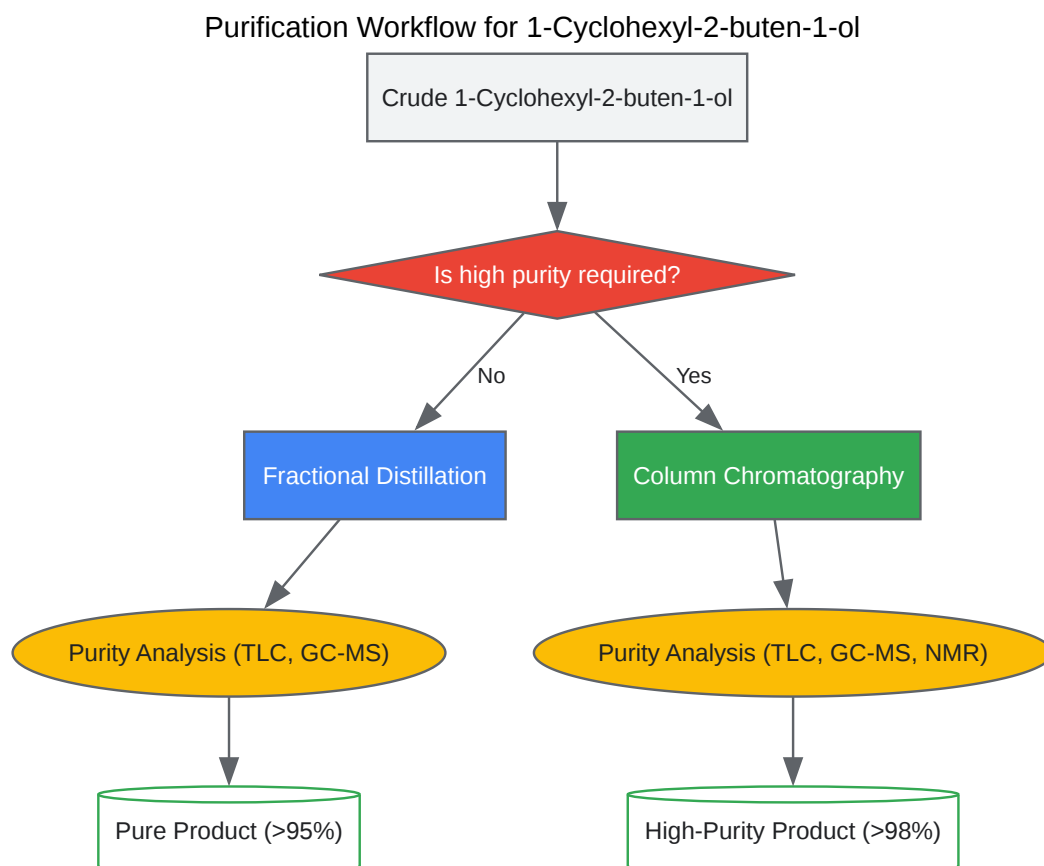 Purification Workflow for 1-Cyclohexyl-2-buten-1-ol
Crude 1-Cyclohexyl-2-buten-1-ol
Is high purity required?
No
Yes
Fractional Distillation
Column Chromatography
Purity Analysis (TLC, GC-MS)
Purity Analysis (TLC, GC-MS, NMR)
Pure Product (>95%)
High-Purity Product (>98%)